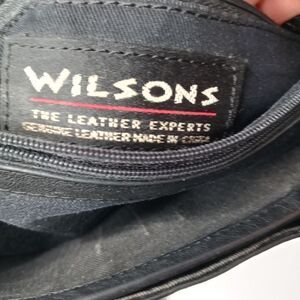 WILSONS
THE LEATHER EXPERTS
GENUINE LEATHER MADE IN CHINA